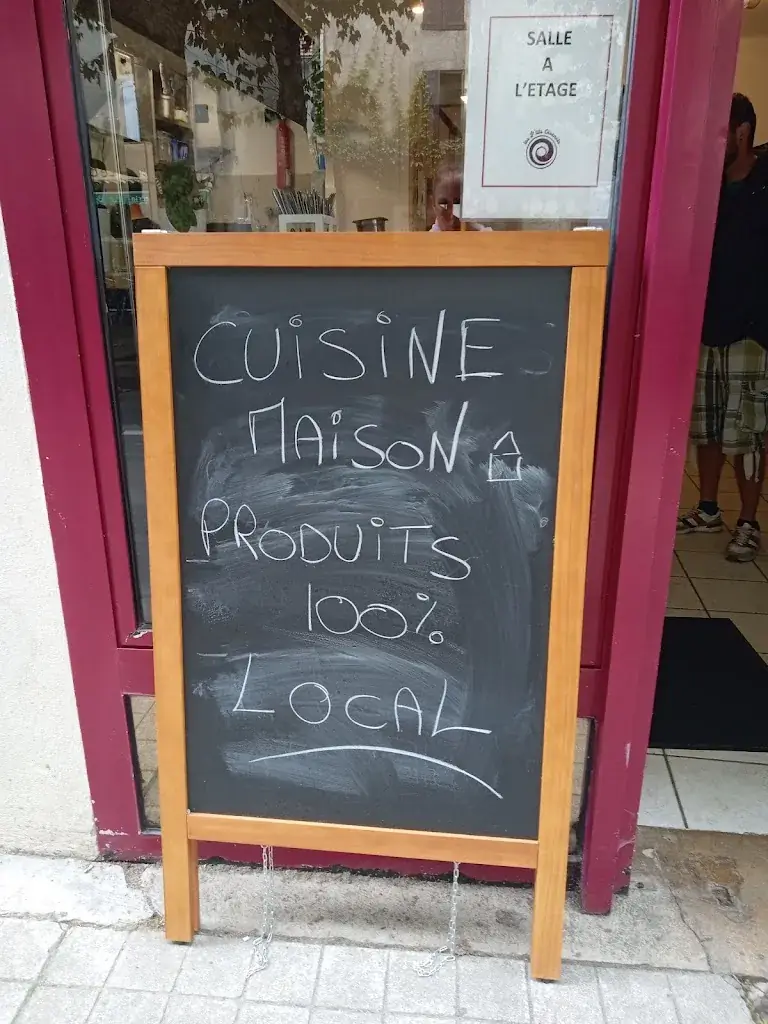 SALLE
A
L'ETAGE
CUISINE
MAISON
PRODUITS
100%
LOCAL